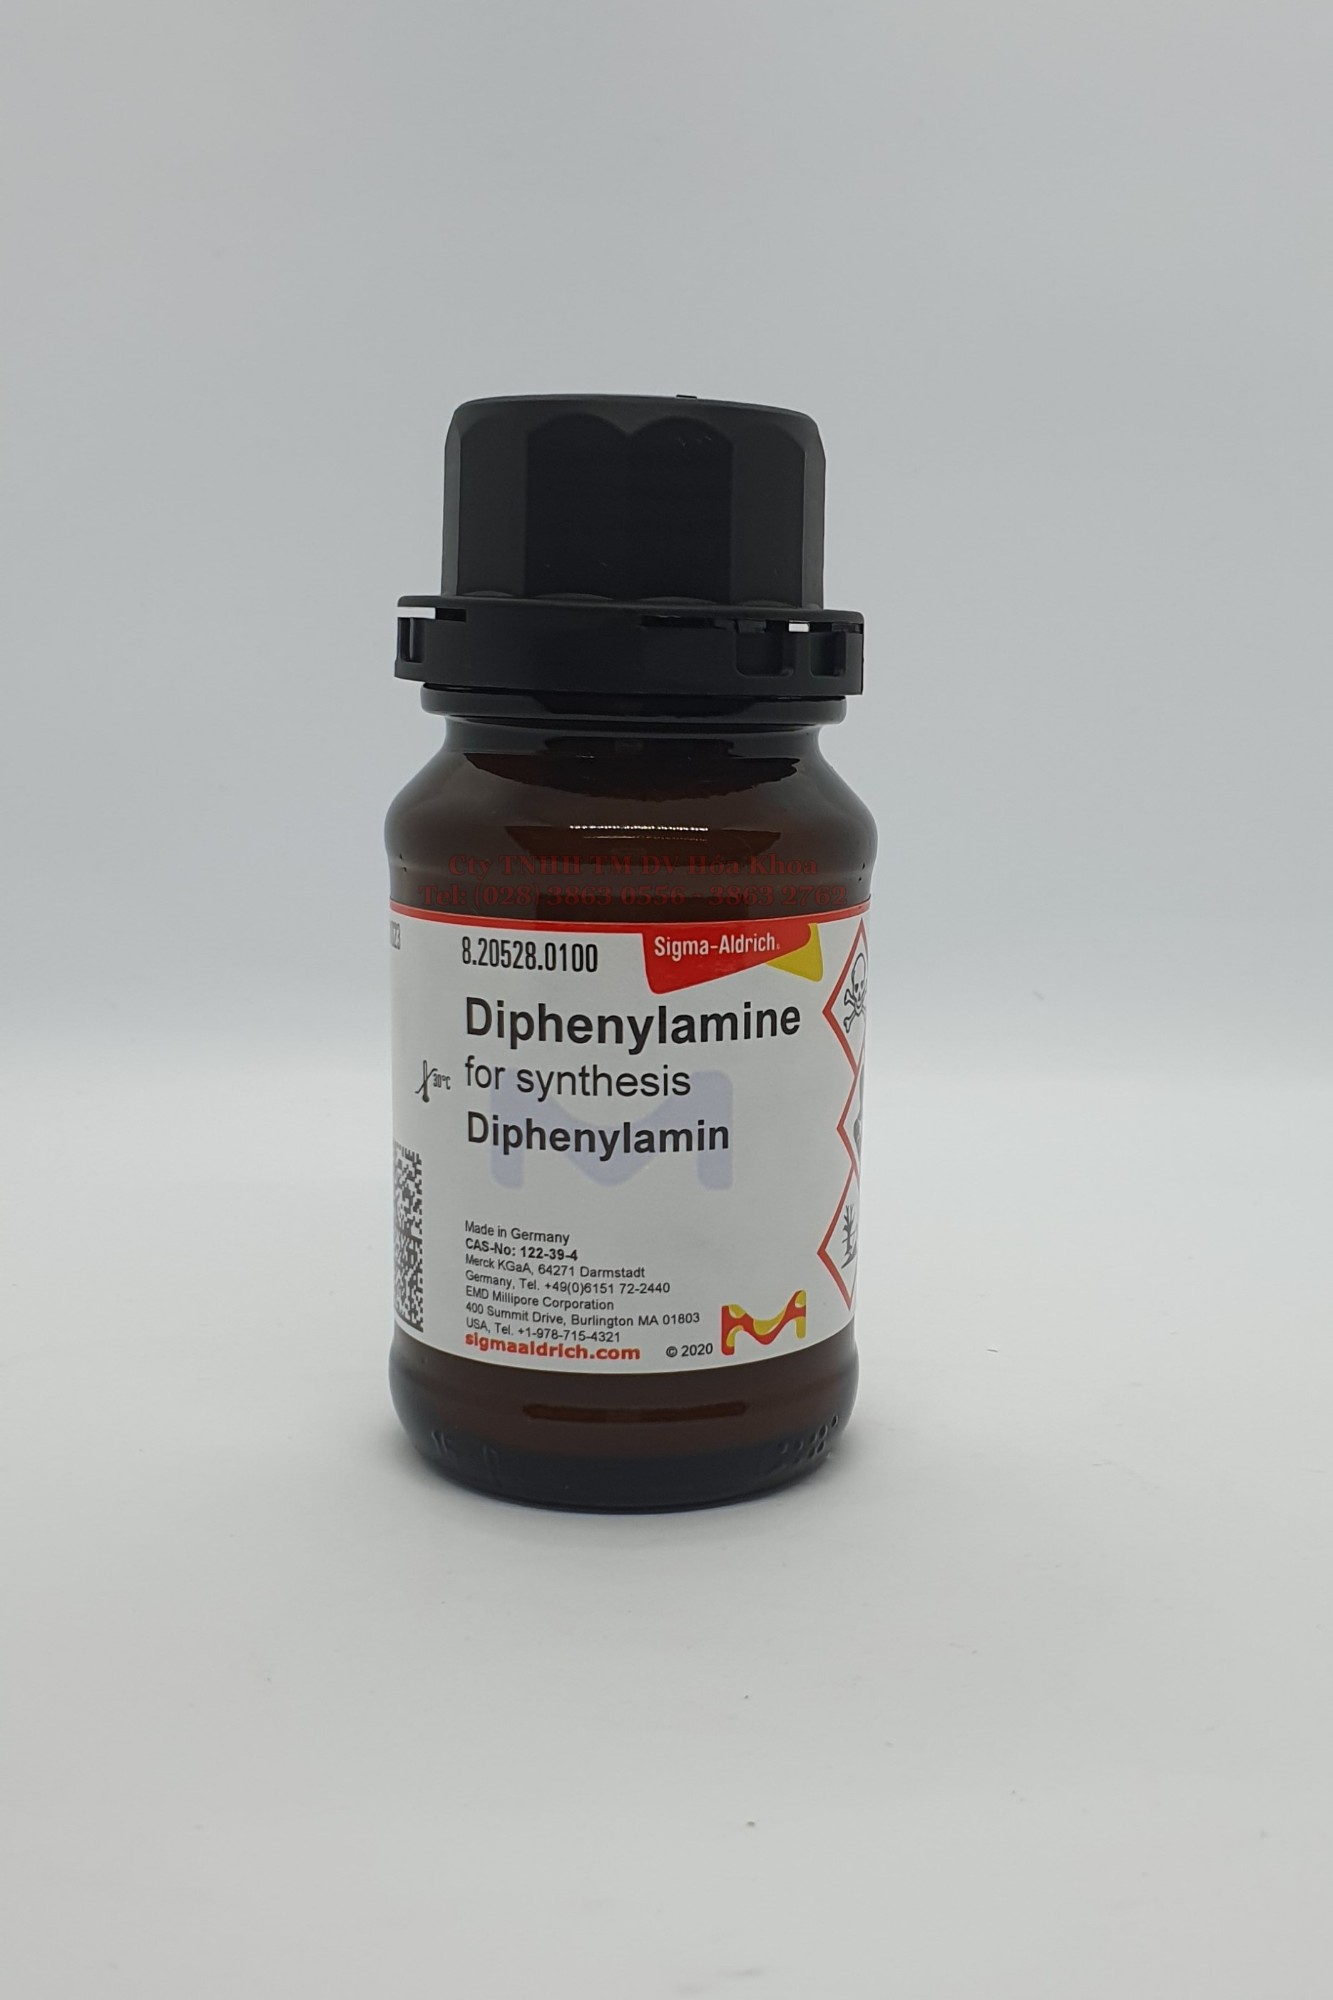 Cty TNHH TM DV Hóa Khoa
Tel: (028) 3863 0556 - 3863 2762
8.20528.0100
Sigma-Aldrich
Diphenylamine
for synthesis
30°C
Diphenylamin
Made in Germany
CAS-No: 122-39-4
Merck KGaA, 64271 Darmstadt
Germany, Tel. +49(0)6151 72-2440
EMD Millipore Corporation
400 Summit Drive, Burlington MA 01803
USA, Tel. +1-978-715-4321
sigmaaldrich.com © 2020